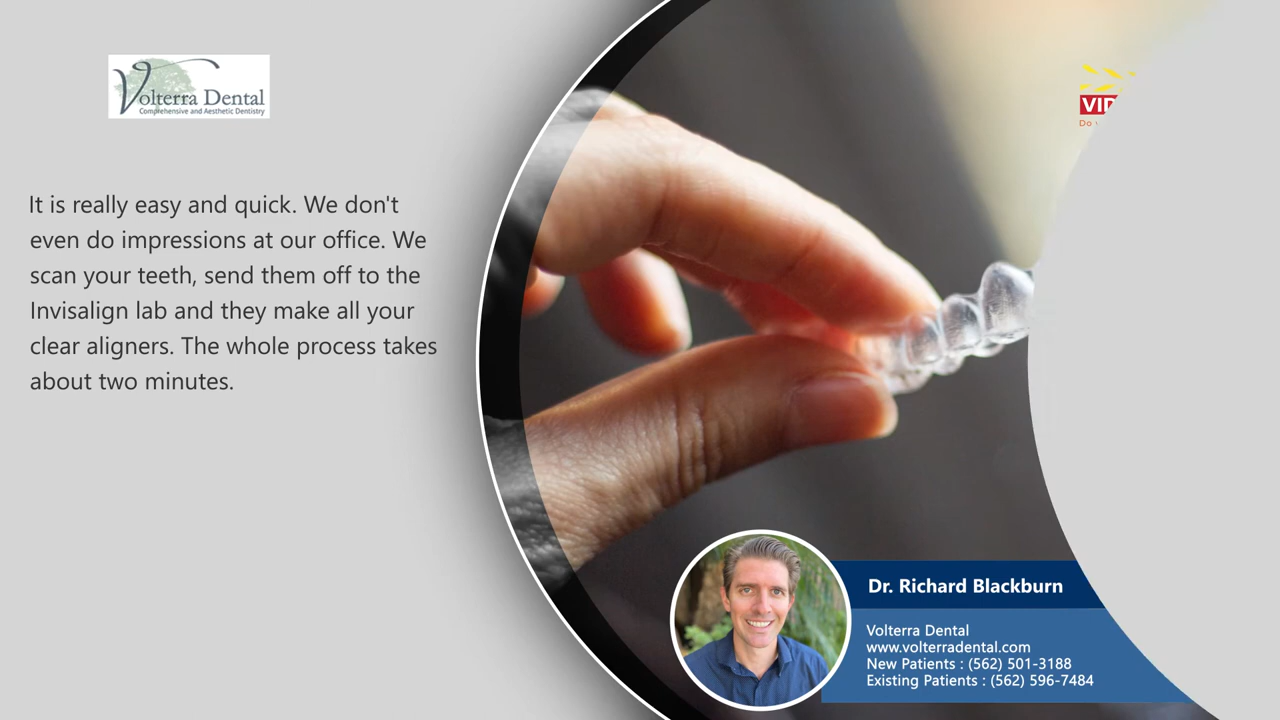 Volterra Dental
Comprehensive and Aesthetic Dentistry
It is really easy and quick. We don't
even do impressions at our office. We
scan your teeth, send them off to the
Invisalign lab and they make all your
clear aligners. The whole process takes
about two minutes.
Dr. Richard Blackburn
Volterra Dental
www.volterradental.com
New Patients : (562) 501-3188
Existing Patients : (562) 596-7484